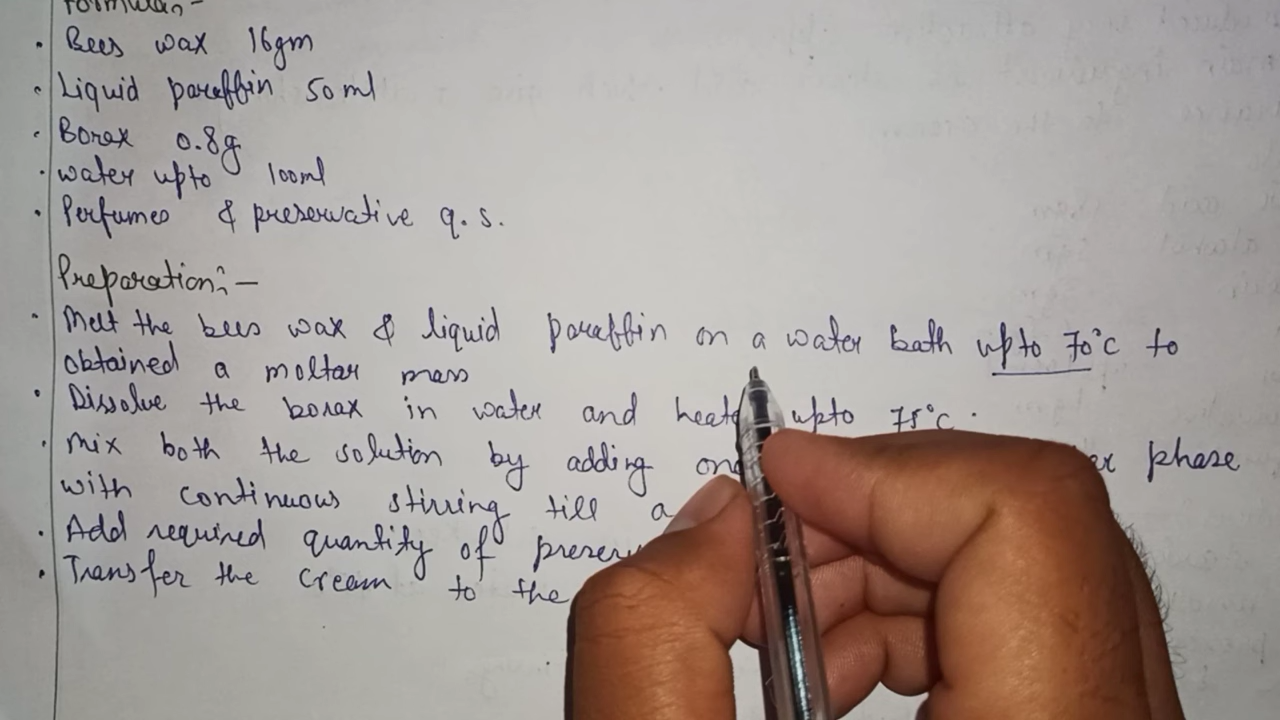 Formula:-
• Bees wax 16gm
• Liquid paraffin 50 ml
• Borax 0.8g
• water upto 100ml
• Perfumes & preservative q.s.
Preparation:-
• Melt the bees wax & liquid paraffin on a water bath upto 70°C to
obtained a moltar mass
• Dissolve the borax in water and heat upto 75°C.
• Mix both the solution by adding phase
with continuous stirring till a
• Add required quantity of
• Transfer the cream to the